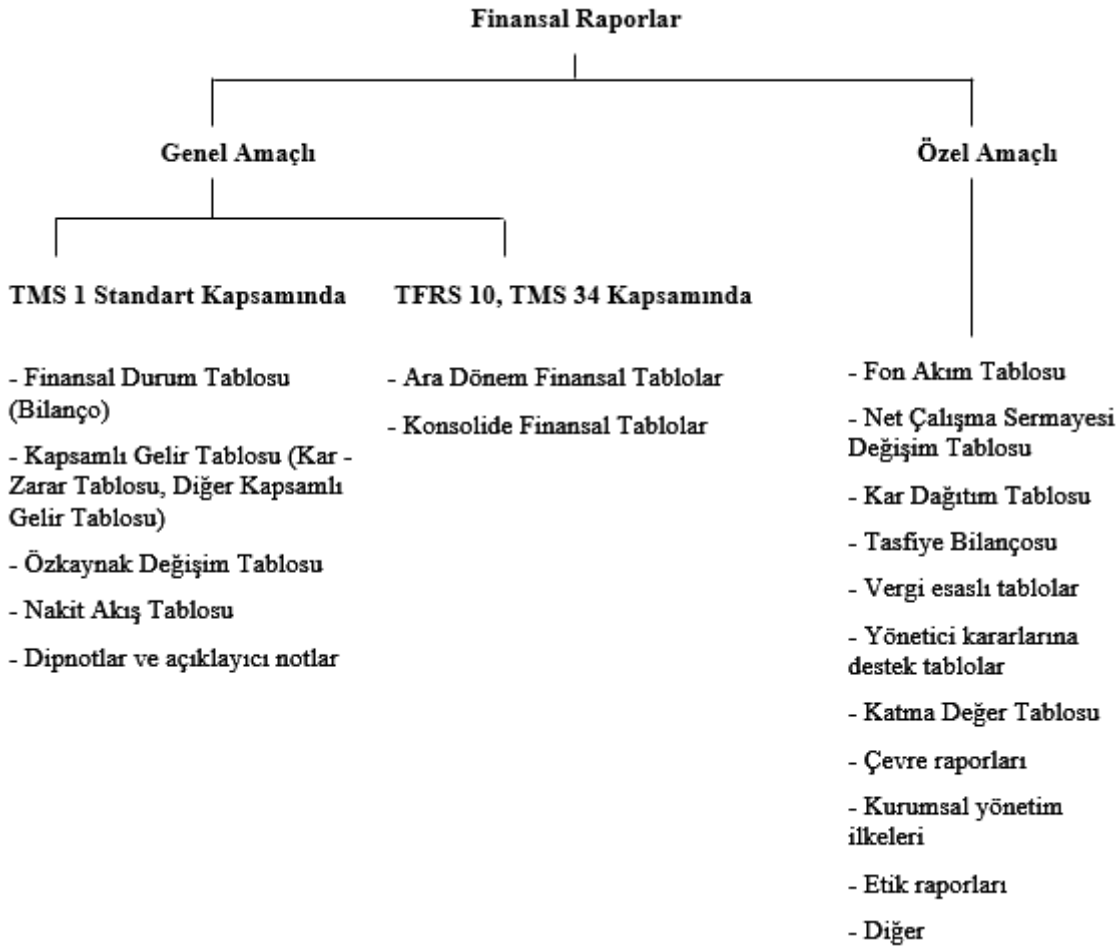 Finansal Raporlar
Genel Amaçlı
Özel Amaçlı
TMS 1 Standart Kapsamında
TFRS 10, TMS 34 Kapsamında
- Finansal Durum Tablosu
(Bilanço)
- Kapsamlı Gelir Tablosu (Kar -
Zarar Tablosu, Diğer Kapsamlı
Gelir Tablosu)
- Özkaynak Değişim Tablosu
- Nakit Akış Tablosu
- Dipnotlar ve açıklayıcı notlar
- Ara Dönem Finansal Tablolar
- Konsolide Finansal Tablolar
- Fon Akım Tablosu
- Net Çalışma Sermayesi
Değişim Tablosu
- Kar Dağıtım Tablosu
- Tasfiye Bilançosu
- Vergi esaslı tablolar
- Yönetici kararlarına
destek tablolar
- Katma Değer Tablosu
- Çevre raporları
- Kurumsal yönetim
ilkeleri
- Etik raporları
- Diğer